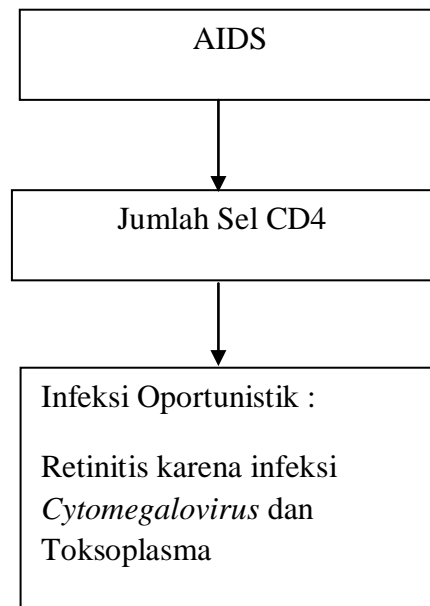 AIDS
Jumlah Sel CD4
Infeksi Oportunistik :
Retinitis karena infeksi
Cytomegalovirus dan
Toksoplasma